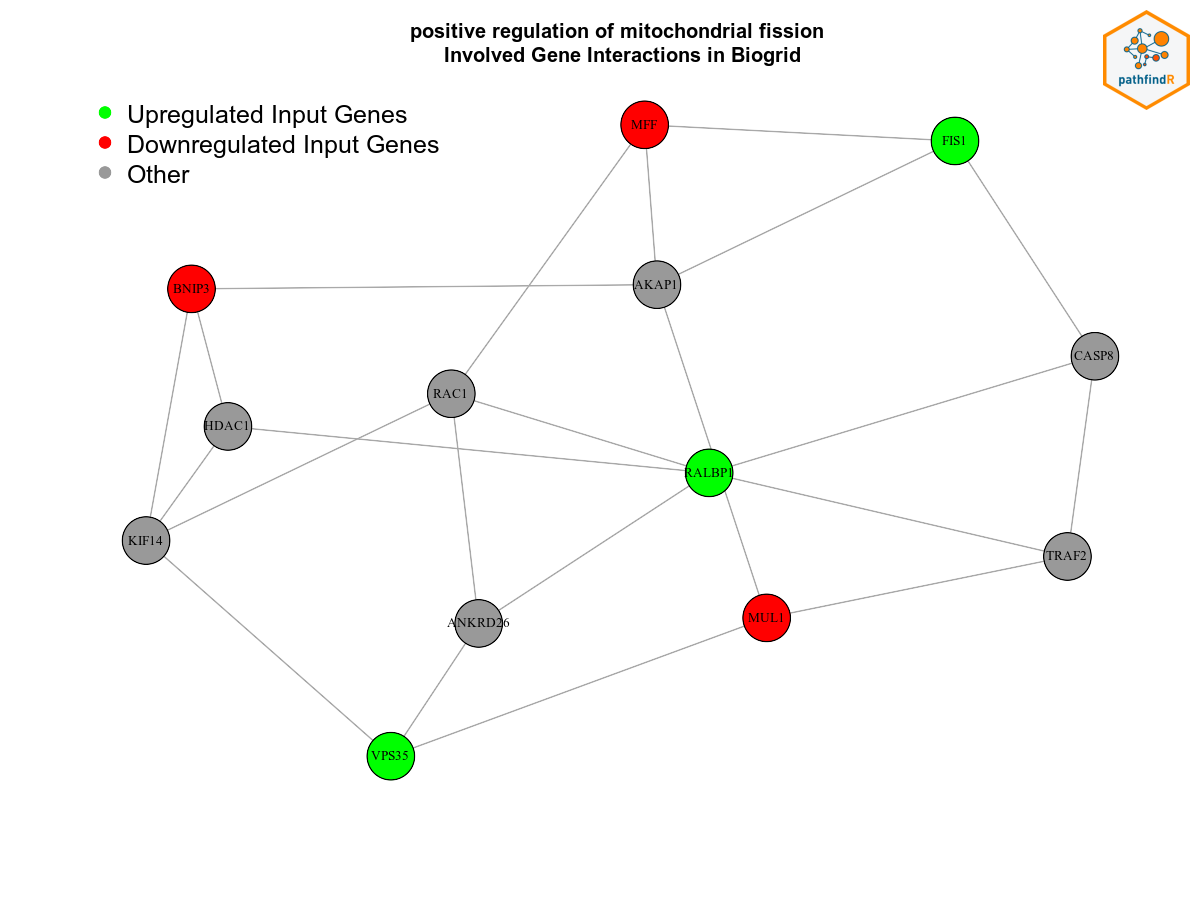 positive regulation of mitochondrial fission
Involved Gene Interactions in Biogrid
pathfindR
Upregulated Input Genes
Downregulated Input Genes
Other
MFF
FIS1
BNIP3
AKAP1
CASP8
RAC1
HDAC1
RALBP1
KIF14
TRAF2
ANKRD26
MUL1
VPS35